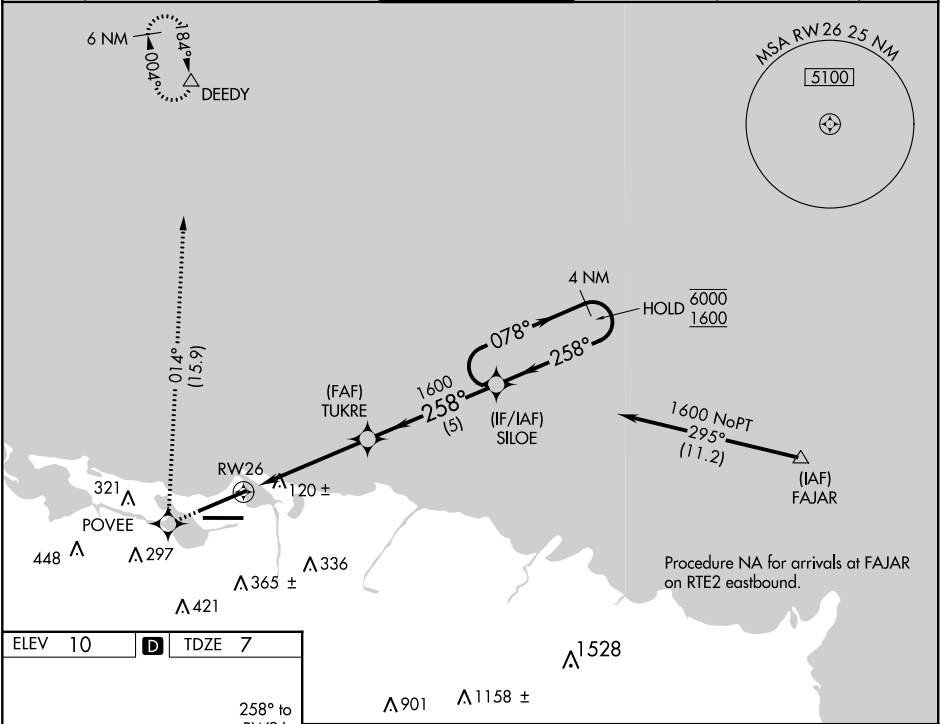 6 NM
184°
004°
DEEDY
MSA RW26 25 NM
5100
4 NM
HOLD 6000
1600
078°
258°
014°
(15.9)
(FAF)
TUKRE
1600
258°
(5)
(IF/IAF)
SILOE
1600 NoPT
295°
(11.2)
(IAF)
FAJAR
RW26
120 ±
321
POVEE
448
297
336
365 ±
421
Procedure NA for arrivals at FAJAR
on RTE2 eastbound.
ELEV 10 D TDZE 7
1528
901
1158 ±
258° to
RW26